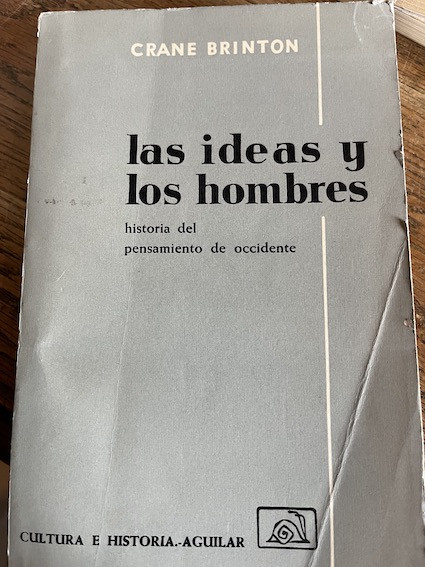 CRANE BRINTON
las ideas y
los hombres
historia del
pensamiento de occidente
CULTURA E HISTORIA.-AGUILAR